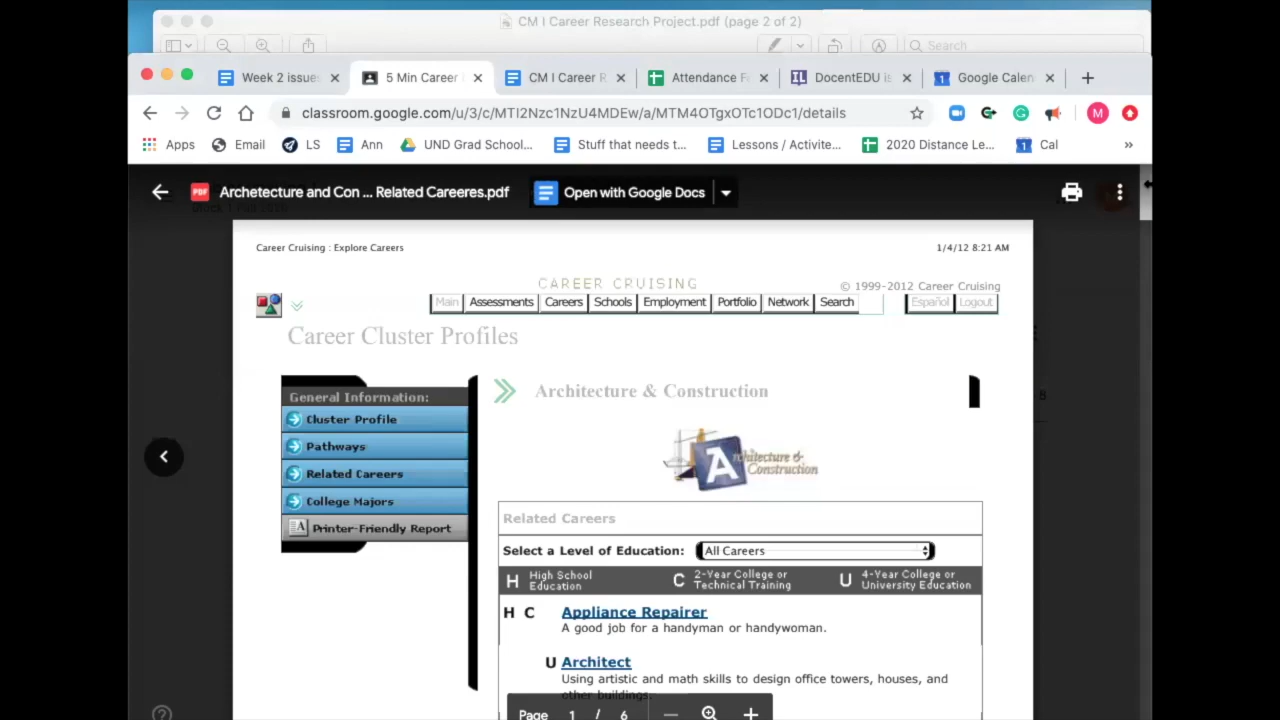 CM I Career Research Project.pdf (page 2 of 2)
Search
Week 2 issues
5 Min Career
CM I Career R
Attendance F
DocentEDU is
Google Calen
classroom.google.com/u/3/c/MTI2Nzc1NzU4MDEw/a/MTM4OTgxOTc1ODc1/details
M
Apps
Email
LS
Ann
UND Grad School...
Stuff that needs t...
Lessons / Activite...
2020 Distance Le...
Cal
»
PDF
Archetecture and Con ... Related Careeres.pdf
Open with Google Docs
Career Cruising : Explore Careers
1/4/12 8:21 AM
CAREER CRUISING
© 1999-2012 Career Cruising
Main
Assessments
Careers
Schools
Employment
Portfolio
Network
Search
Español
Logout
Career Cluster Profiles
General Information:
Cluster Profile
Pathways
Related Careers
College Majors
Printer-Friendly Report
Architecture & Construction
Architecture &
Construction
Related Careers
Select a Level of Education:
All Careers
H High School Education
C 2-Year College or Technical Training
U 4-Year College or University Education
H C Appliance Repairer
A good job for a handyman or handywoman.
U Architect
Using artistic and math skills to design office towers, houses, and
other buildings.
Page 1 / 6
8